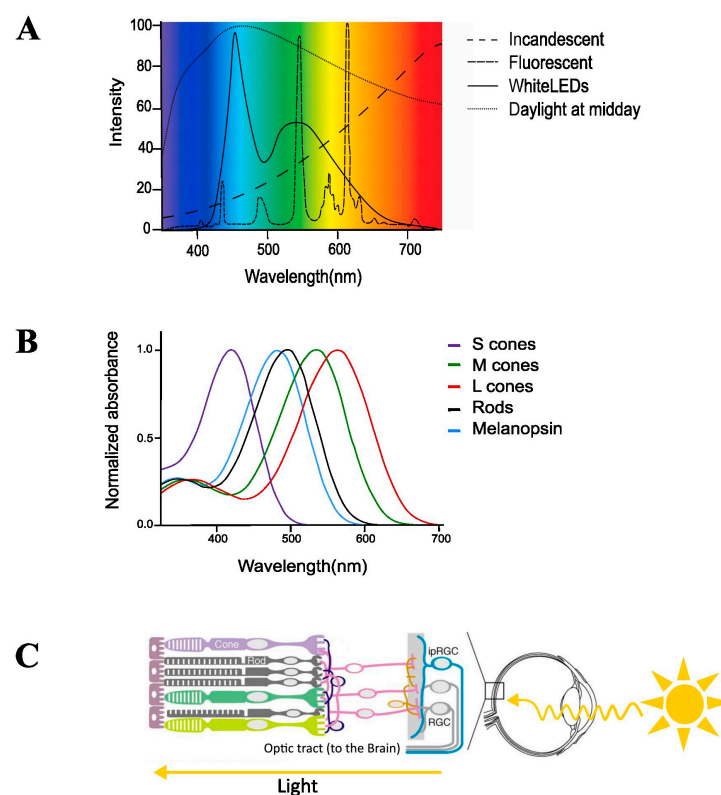 A
100
80
60
40
20
0
Intensity
400 500 600 700
Wavelength(nm)
Incandescent
Fluorescent
WhiteLEDs
Daylight at midday
B
1.0
0.5
0.0
Normalized absorbance
400 500 600 700
Wavelength(nm)
S cones
M cones
L cones
Rods
Melanopsin
C
Cone
Rod
ipRGC
RGC
Optic tract (to the Brain)
Light